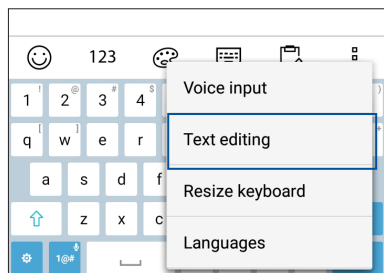 123
Voice input
1 ! 2 @ 3 # 4 $ )
q [ w ] e r +
Text editing
a s d f
Resize keyboard
z x c
1@#
Languages